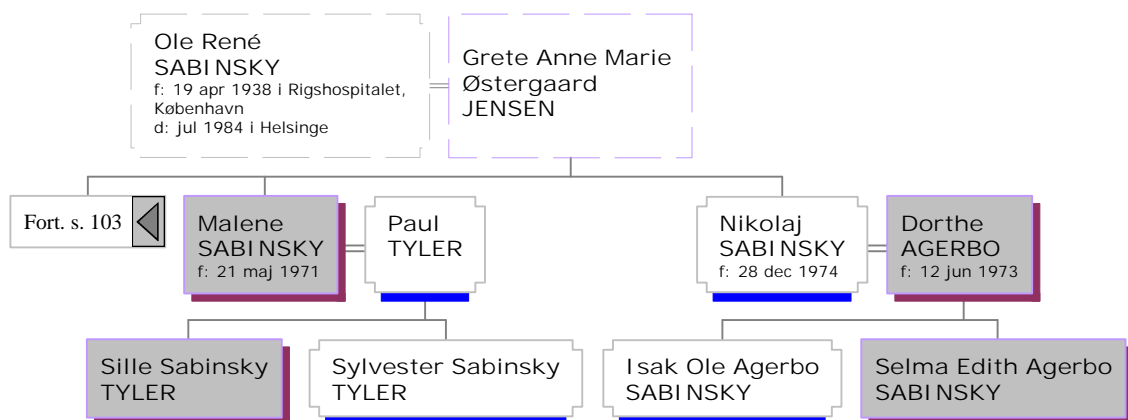 Ole René
SABINSKY
f: 19 apr 1938 i Rigshospitalet,
København
d: jul 1984 i Helsinge
Grete Anne Marie
Østergaard
JENSEN
Fort. s. 103
Malene
SABINSKY
f: 21 maj 1971
Paul
TYLER
Nikolaj
SABINSKY
f: 28 dec 1974
Dorthe
AGERBO
f: 12 jun 1973
Sille Sabinsky
TYLER
Sylvester Sabinsky
TYLER
Isak Ole Agerbo
SABINSKY
Selma Edith Agerbo
SABINSKY